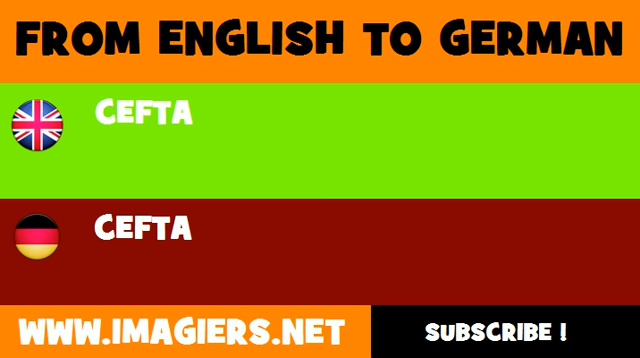 FROM ENGLISH TO GERMAN
CEFTA
CEFTA
WWW.IMAGIERS.NET
SUBSCRIBE !